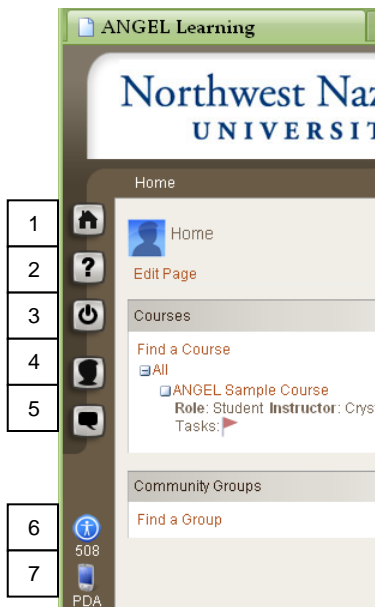 ANGEL Learning
Northwest Naz
UNIVERSIT
Home
1
2
3
4
5
6
7
?
Home
Edit Page
Courses
Find a Course
All
ANGEL Sample Course
Role: Student Instructor: Crys
Tasks:
Community Groups
Find a Group
508
PDA